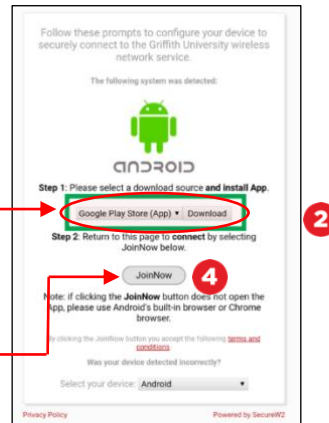 Follow these prompts to configure your device to
securely connect to the Griffith University wireless
network service.
The following system was detected:
ANDROID
Step 1: Please select a download source and install App.
Google Play Store (App) ▾ Download
2
Step 2: Return to this page to connect by selecting
JoinNow below.
JoinNow
4
Note: if clicking the JoinNow button does not open the
App, please use Android's built-in browser or Chrome
browser.
By clicking the JoinNow button you accept the following terms and
conditions
Was your device detected incorrectly?
Select your device: Android ▾
Privacy Policy Powered by SecureW2